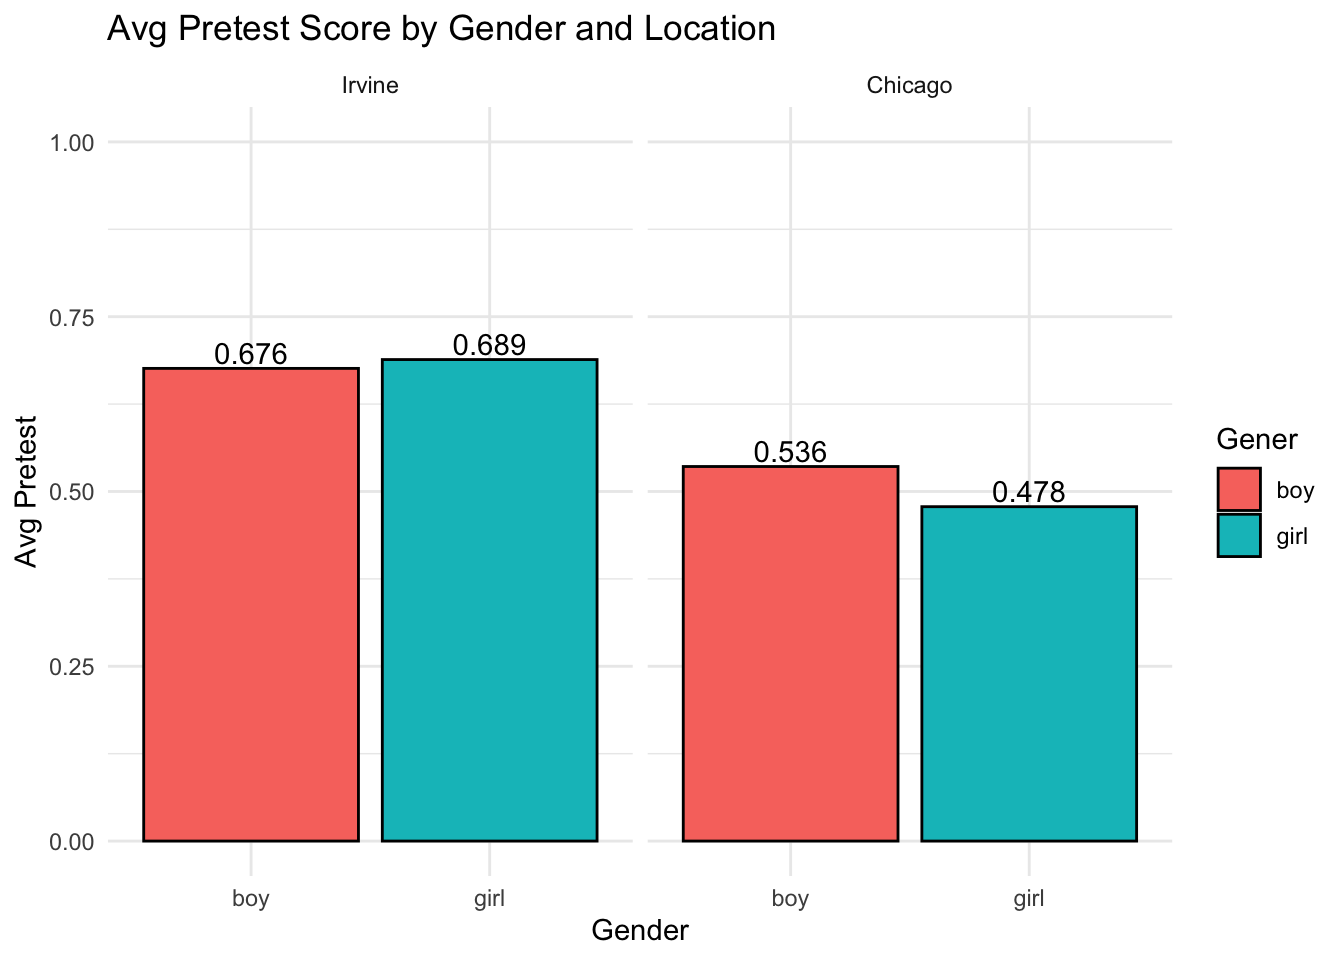 Avg Pretest Score by Gender and Location
Irvine
Chicago
1.00
0.75
0.50
0.25
0.00
Avg Pretest
0.676
0.689
0.536
0.478
boy
girl
boy
girl
Gender
Gener
boy
girl